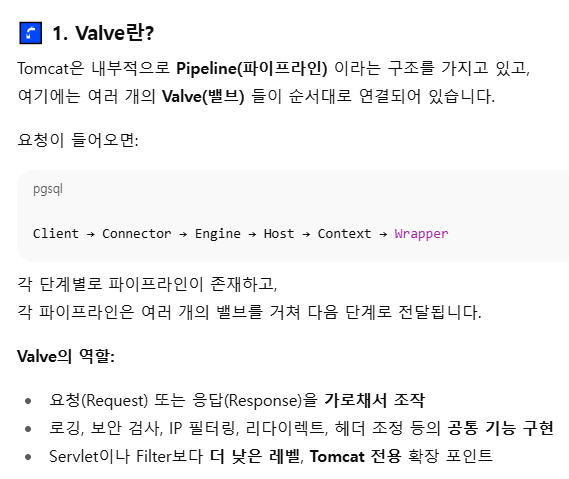 1. Valve란?
Tomcat은 내부적으로 Pipeline(파이프라인) 이라는 구조를 가지고 있고,
여기에는 여러 개의 Valve(밸브) 들이 순서대로 연결되어 있습니다.
요청이 들어오면:
pgsql
Client → Connector → Engine → Host → Context → Wrapper
각 단계별로 파이프라인이 존재하고,
각 파이프라인은 여러 개의 밸브를 거쳐 다음 단계로 전달됩니다.
Valve의 역할:
• 요청(Request) 또는 응답(Response)을 가로채서 조작
• 로깅, 보안 검사, IP 필터링, 리다이렉트, 헤더 조정 등의 공통 기능 구현
• Servlet이나 Filter보다 더 낮은 레벨, Tomcat 전용 확장 포인트